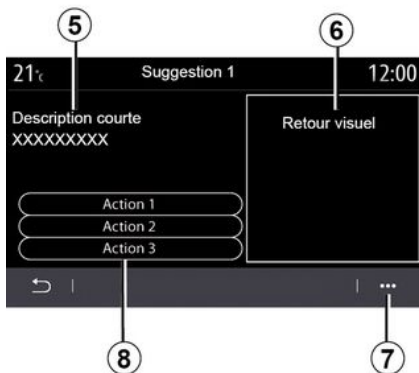 5
6
21°c
Suggestion 1
12:00
Description courte
XXXXXXXXX
Retour visuel
Action 1
Action 2
Action 3
•••
8
7